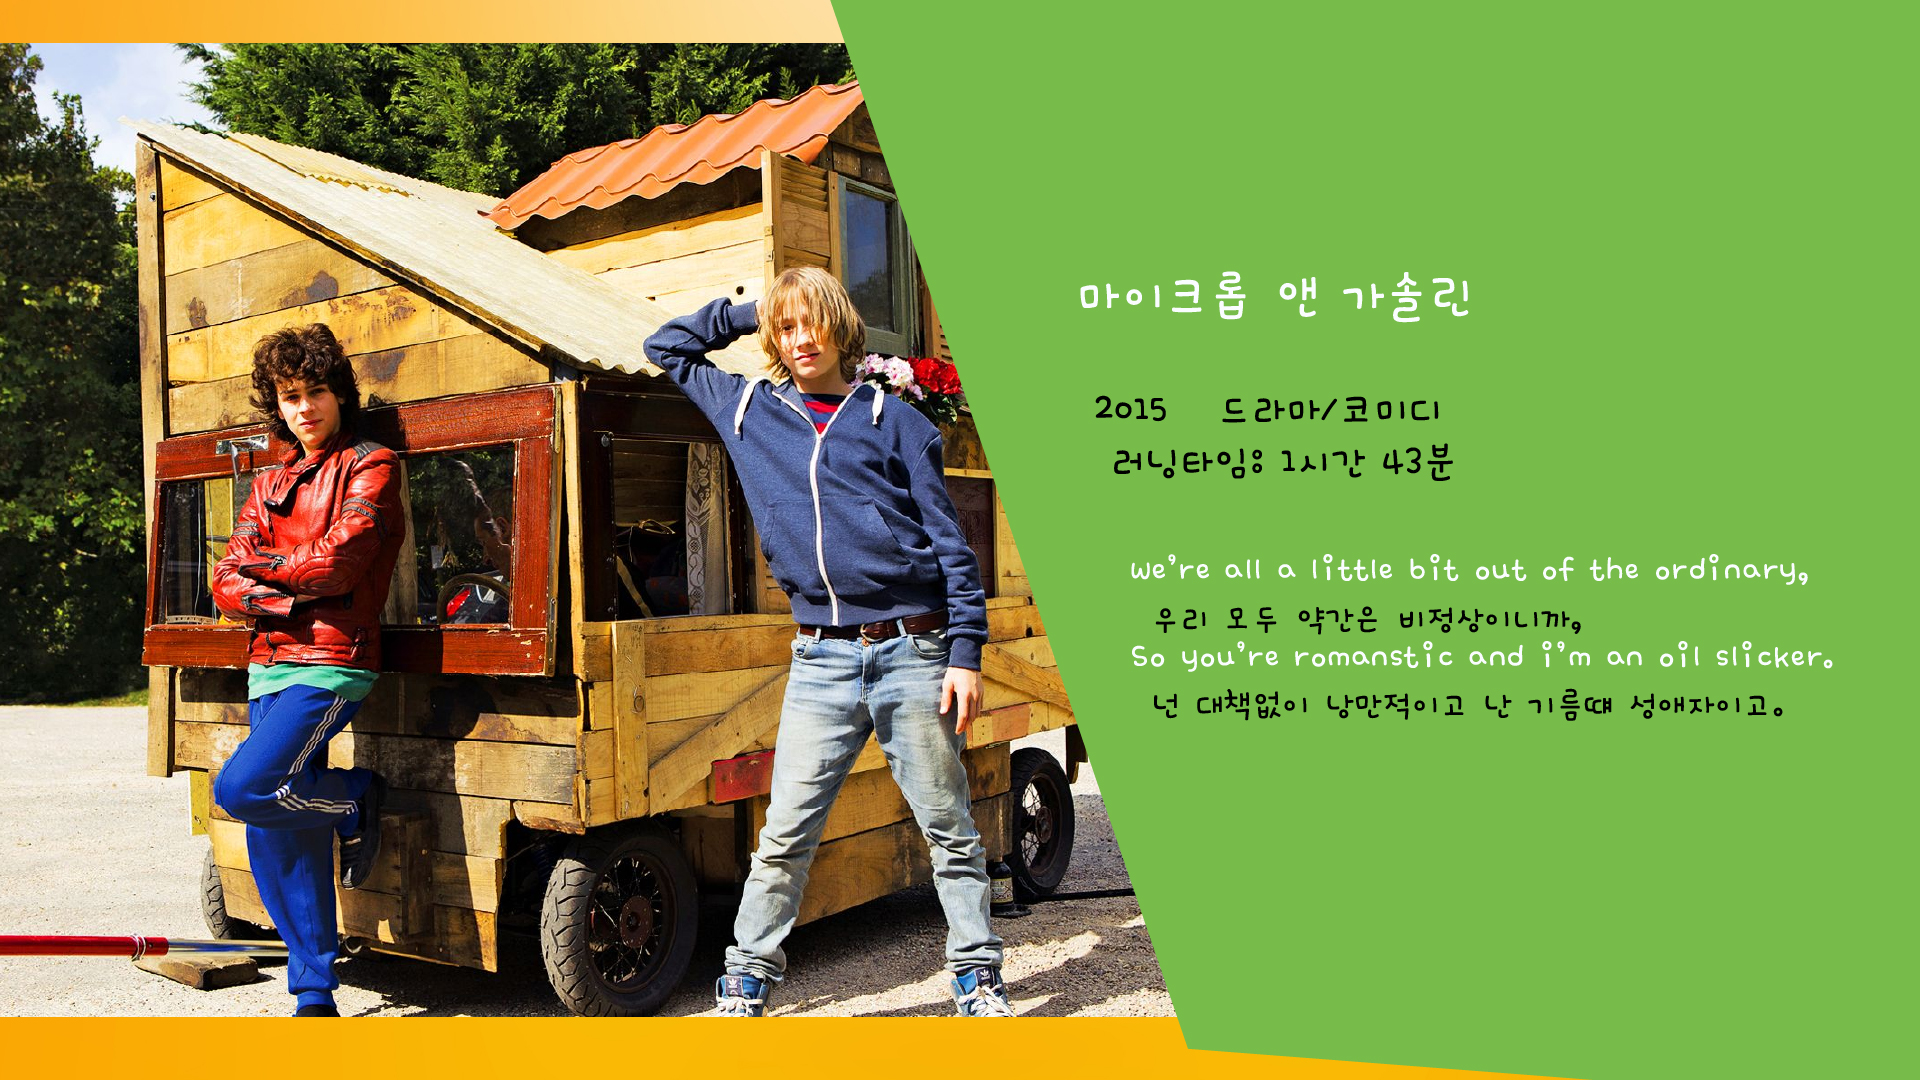 마이크롭 앤 가솔린
2015 드라마/코미디
러닝타임: 1시간 43분
we're all a little bit out of the ordinary,
우리 모두 약간은 비정상이니까,
So you're romanstic and i'm an oil slicker.
넌 대책없이 낭만적이고 난 기름떄 성애자이고.